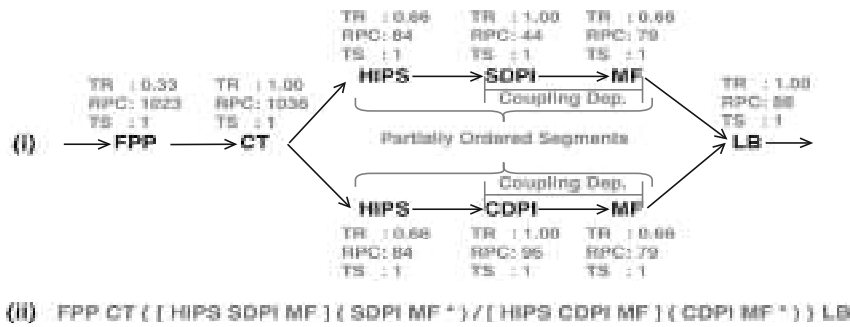 TR : 0.66 TR : 1.00 TR : 0.66
RPC: 84 RPC: 44 RPC: 79
TS : 1 TS : 1 TS : 1
HIPS SDPI MF
Coupling Dep.
TR : 0.33 TR : 1.00
RPC: 1023 RPC: 1036
TS : 1 TS : 1
TR : 1.00
RPC: 86
TS : 1
(i) FPP CT Partially Ordered Segments LB
Coupling Dep.
HIPS CDPI MF
TR : 0.66 TR : 1.00 TR : 0.66
RPC: 84 RPC: 96 RPC: 79
TS : 1 TS : 1 TS : 1
(ii) FPP CT ( [ HIPS SDPI MF ] ( SDPI MF * ) / [ HIPS CDPI MF ] ( CDPI MF * ) ) LB